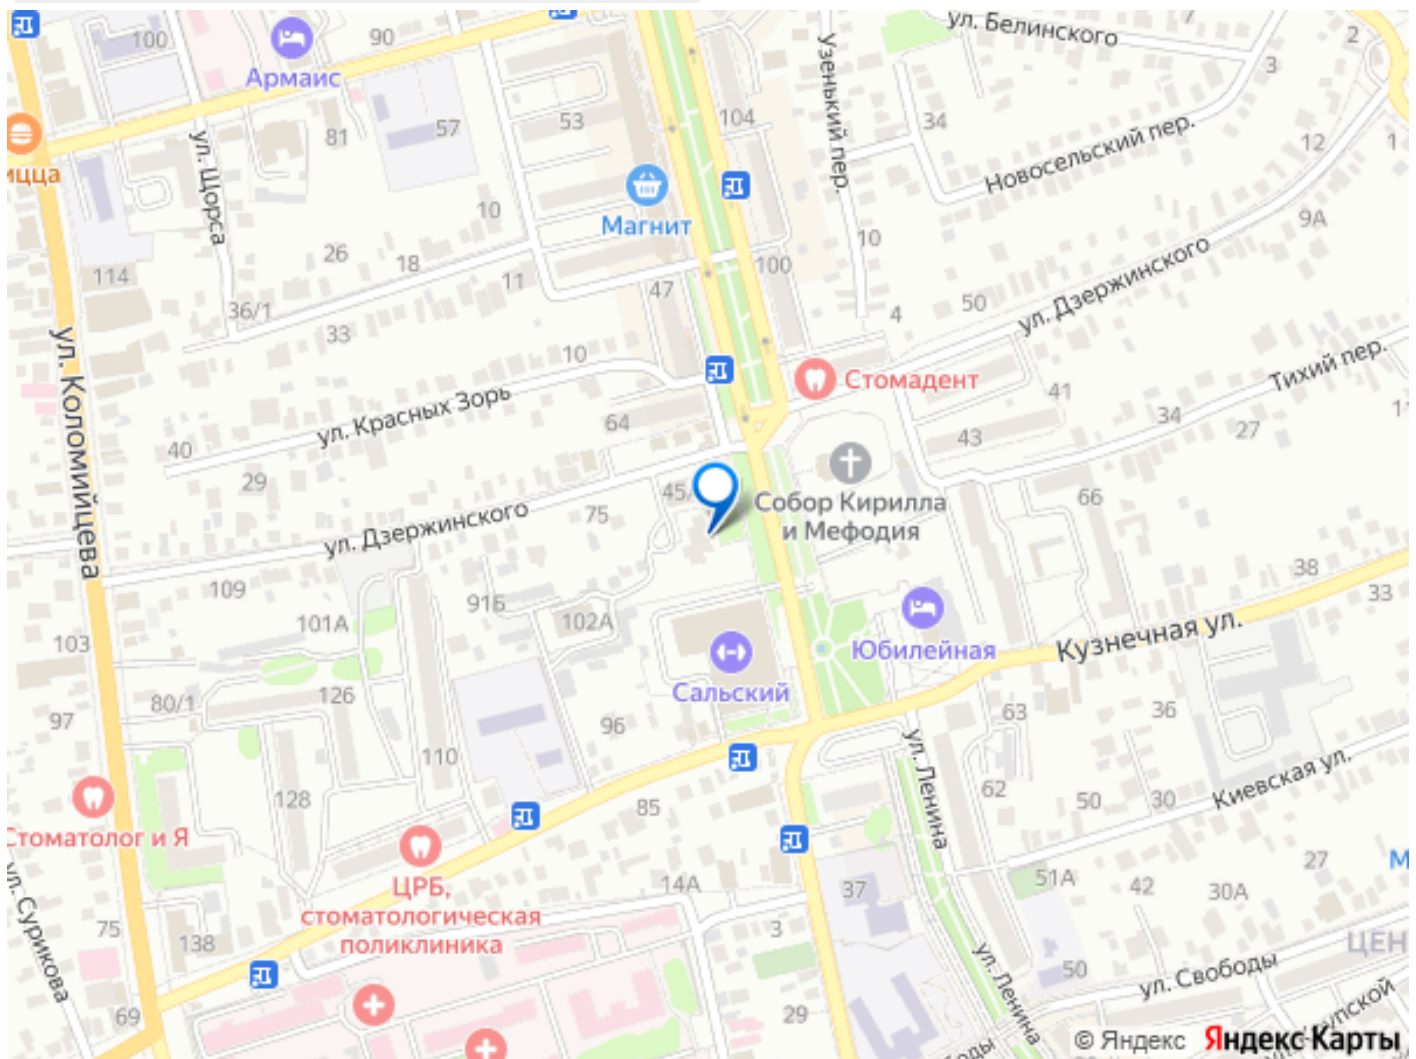 ул. Белинского
7
2
100
90
Армаис
3
ул. Щорса
81
57
53
104
Узенький пер.
34
Новосельский пер.
12
1
ицца
Магнит
10
10
9А
114
26
18
11
47
100
50
ул. Дзержинского
36/1
33
4
ул. Коломийцева
10
Стомадент
41
Тихий пер.
ул. Красных Зорь
64
40
29
43
34
27
45/
75
Собор Кирилла
и Мефодия
66
ул. Дзержинского
109
91Б
102А
101А
38
33
103
Юбилейная
Кузнечная ул.
Сальский
126
80/1
97
96
63
36
110
ул. Ленина
Киевская ул.
128
85
62
50
30
Стоматолог и Я
ЦРБ,
стоматологическая
поликлиника
14А
37
51А
42
30А
27
М
ул. Сурикова
75
138
3
ул. Ленина
50
ул. Свободы
ЦЕН
69
29
© Яндекс Яндекс Карты